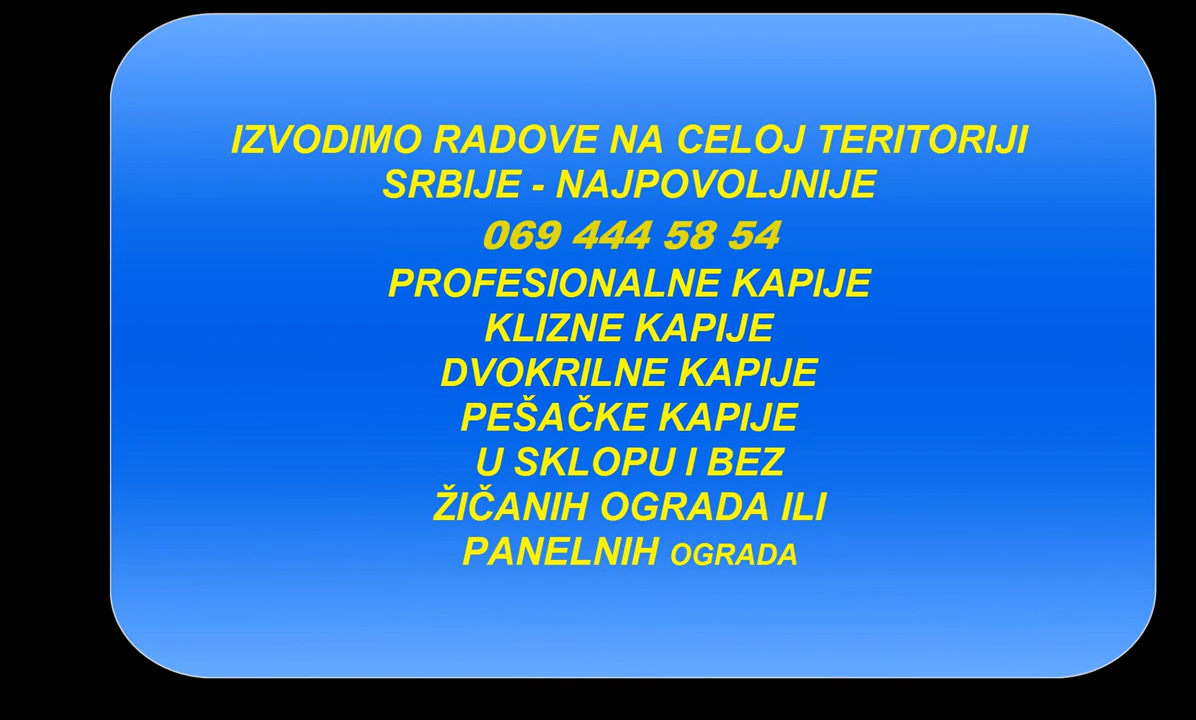 IZVODIMO RADOVE NA CELOJ TERITORIJI
SRBIJE - NAJPOVOLJNIJE
069 444 58 54
PROFESIONALNE KAPIJE
KLIZNE KAPIJE
DVOKRILNE KAPIJE
PEŠAČKE KAPIJE
U SKLOPU I BEZ
ŽIČANIH OGRADA ILI
PANELNIH OGRADA